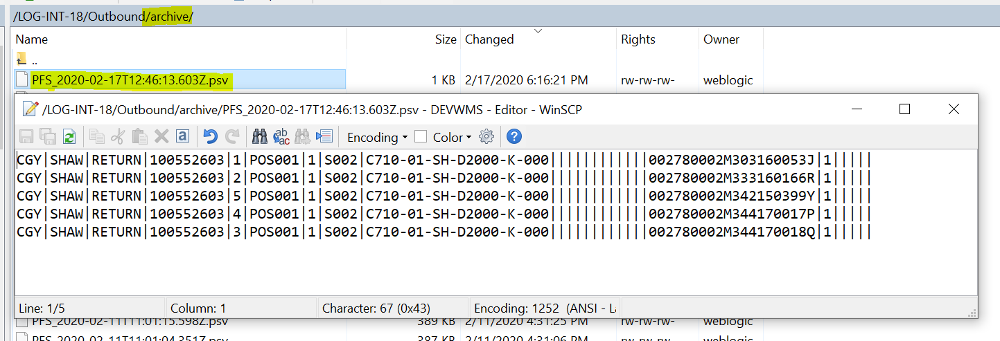 /LOG-INT-18/Outbound/archive/
Name Size Changed Rights Owner
..
PFS_2020-02-17T12:46:13.603Z.psv 1 KB 2/17/2020 6:16:21 PM rw-rw-rw- weblogic
/LOG-INT-18/Outbound/archive/PFS_2020-02-17T12:46:13.603Z.psv - DEVWMS - Editor - WinSCP
Encoding Color
CGY|SHAW|RETURN|100552603|1|POS001|1|S002|C710-01-SH-D2000-K-000||||||||||||002780002M303160053J|1|||||
CGY|SHAW|RETURN|100552603|2|POS001|1|S002|C710-01-SH-D2000-K-000||||||||||||002780002M333160166R|1|||||
CGY|SHAW|RETURN|100552603|5|POS001|1|S002|C710-01-SH-D2000-K-000||||||||||||002780002M342150399Y|1|||||
CGY|SHAW|RETURN|100552603|4|POS001|1|S002|C710-01-SH-D2000-K-000||||||||||||002780002M344170017P|1|||||
CGY|SHAW|RETURN|100552603|3|POS001|1|S002|C710-01-SH-D2000-K-000||||||||||||002780002M344170018Q|1|||||
Line: 1/5 Column: 1 Character: 67 (0x43) Encoding: 1252 (ANSI - La
PFS_2020-02-11T11:01:15.598Z.psv 389 KB 2/11/2020 4:31:25 PM rw-rw-rw- weblogic
PFS_2020-02-11T11:01:04.351Z.psv 387 KB 2/11/2020 4:31:06 PM rw-rw-rw- weblogic